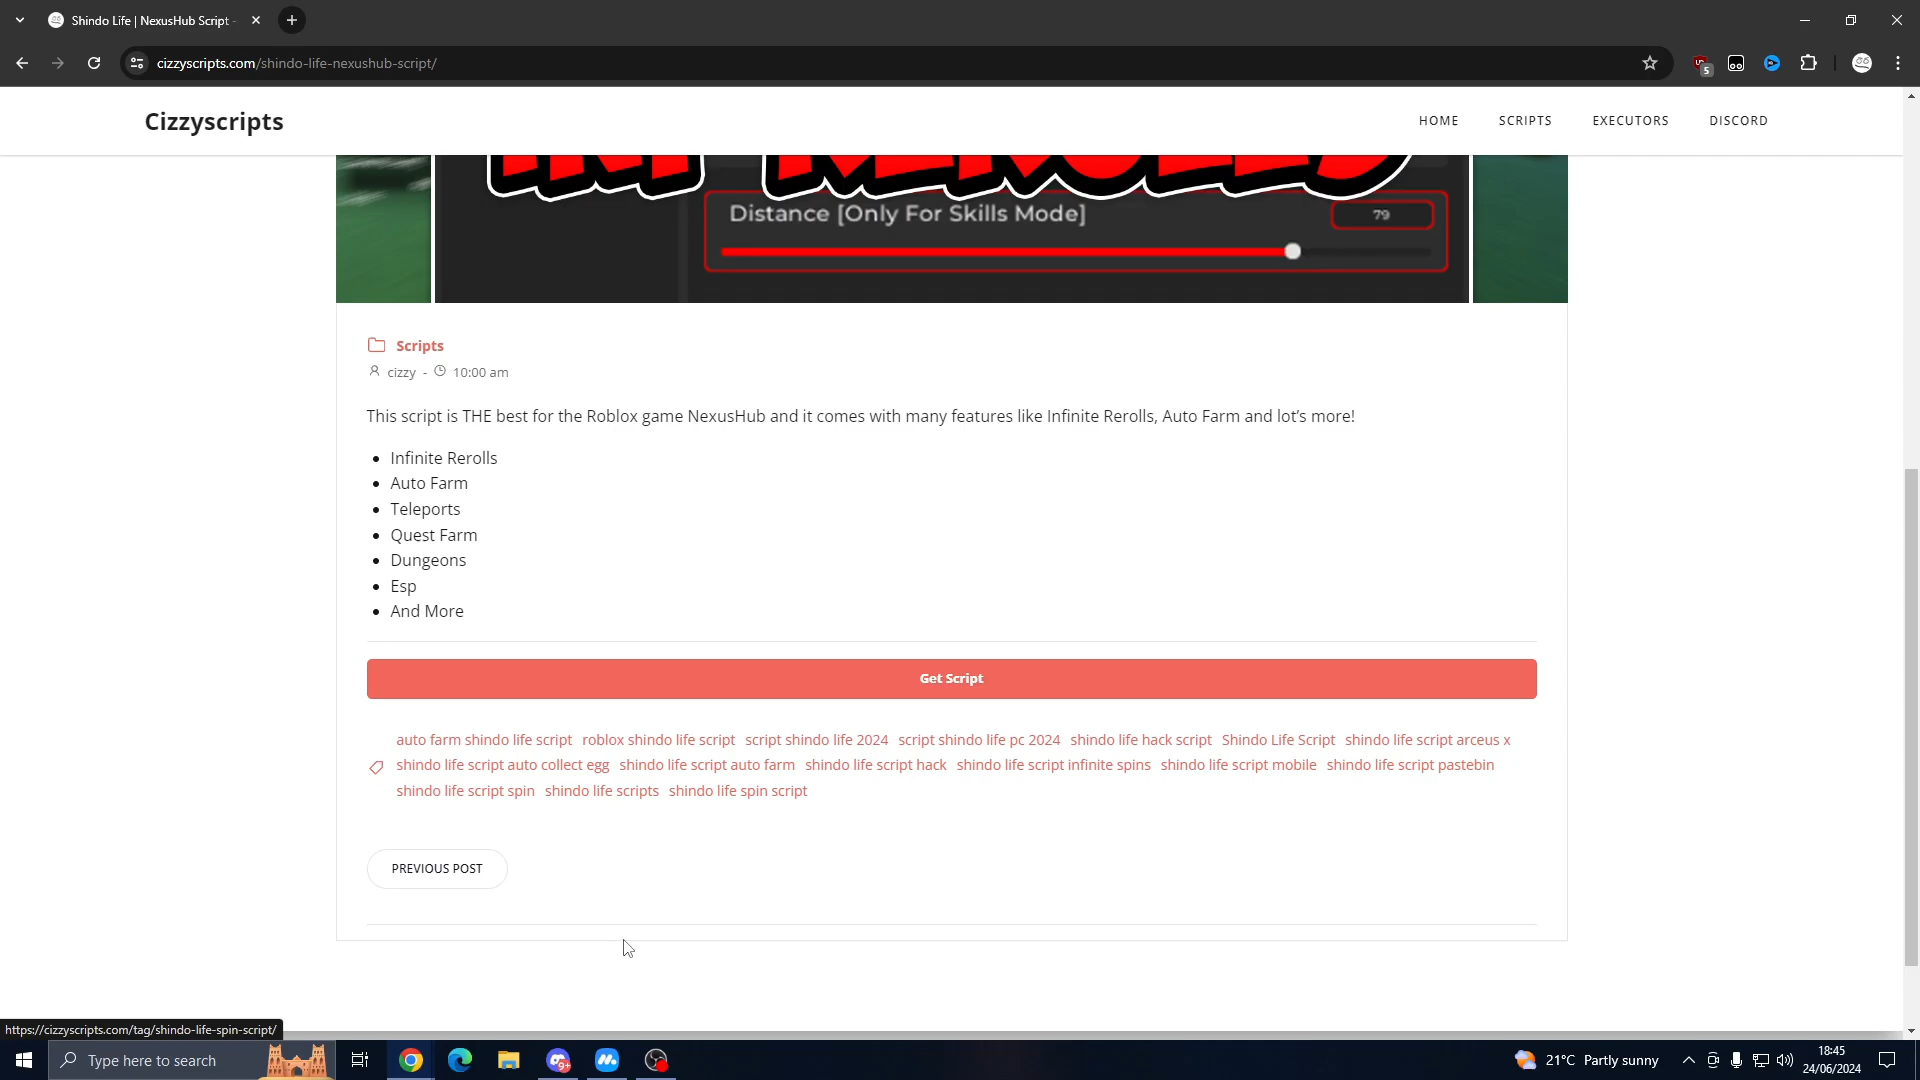 Shindo Life | NexusHub Script -
cizzyscripts.com/shindo-life-nexushub-script/
5
Cizzyscripts
HOME SCRIPTS EXECUTORS DISCORD
Distance [Only For Skills Mode] 79
Scripts
cizzy - 10:00 am
This script is THE best for the Roblox game NexusHub and it comes with many features like Infinite Rerolls, Auto Farm and lot’s more!
Infinite Rerolls
Auto Farm
Teleports
Quest Farm
Dungeons
Esp
And More
Get Script
auto farm shindo life script roblox shindo life script script shindo life 2024 script shindo life pc 2024 shindo life hack script Shindo Life Script shindo life script arceus x
shindo life script auto collect egg shindo life script auto farm shindo life script hack shindo life script infinite spins shindo life script mobile shindo life script pastebin
shindo life script spin shindo life scripts shindo life spin script
PREVIOUS POST
https://cizzyscripts.com/tag/shindo-life-spin-script/
Type here to search
9+
21°C Partly sunny
18:45
24/06/2024